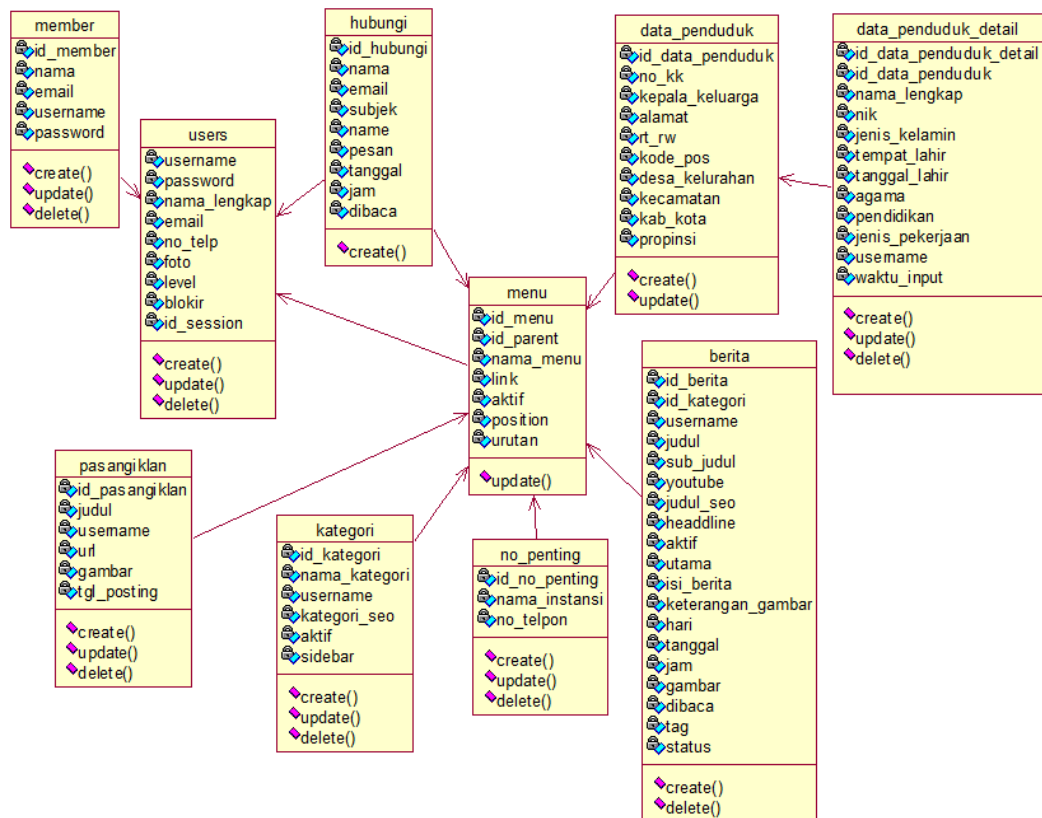 member
id_member
nama
email
username
password
create()
update()
delete()
users
username
password
nama_lengkap
email
no_telp
foto
level
blokir
id_session
create()
update()
delete()
hubungi
id_hubungi
nama
email
subjek
name
pesan
tanggal
jam
dibaca
create()
data_penduduk
id_data_penduduk
no_kk
kepala_keluarga
alamat
rt_rw
kode_pos
desa_kelurahan
kecamatan
kab_kota
propinsi
create()
update()
data_penduduk_detail
id_data_penduduk_detail
id_data_penduduk
nama_lengkap
nik
jenis_kelamin
tempat_lahir
tanggal_lahir
agama
pendidikan
jenis_pekerjaan
username
waktu_input
create()
update()
delete()
menu
id_menu
id_parent
nama_menu
link
aktif
position
urutan
update()
berita
id_berita
id_kategori
username
judul
sub_judul
youtube
judul_seo
headdline
aktif
utama
isi_berita
keterangan_gambar
hari
tanggal
jam
gambar
dibaca
tag
status
create()
delete()
pasangiklan
id_pasangiklan
judul
username
url
gambar
tgl_posting
create()
update()
delete()
kategori
id_kategori
nama_kategori
username
kategori_seo
aktif
sidebar
create()
update()
delete()
no_penting
id_no_penting
nama_instansi
no_telpon
create()
update()
delete()